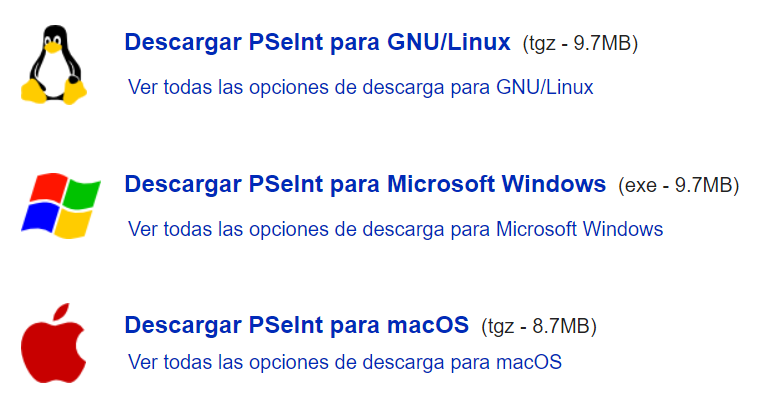 Descargar PSeInt para GNU/Linux (tgz - 9.7MB)
Ver todas las opciones de descarga para GNU/Linux
Descargar PSeInt para Microsoft Windows (exe - 9.7MB)
Ver todas las opciones de descarga para Microsoft Windows
Descargar PSeInt para macOS (tgz - 8.7MB)
Ver todas las opciones de descarga para macOS